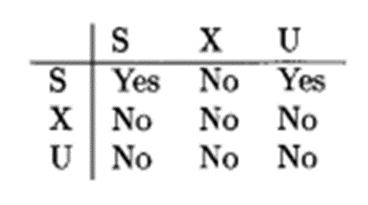 S X U
S Yes No Yes
X No No No
U No No No